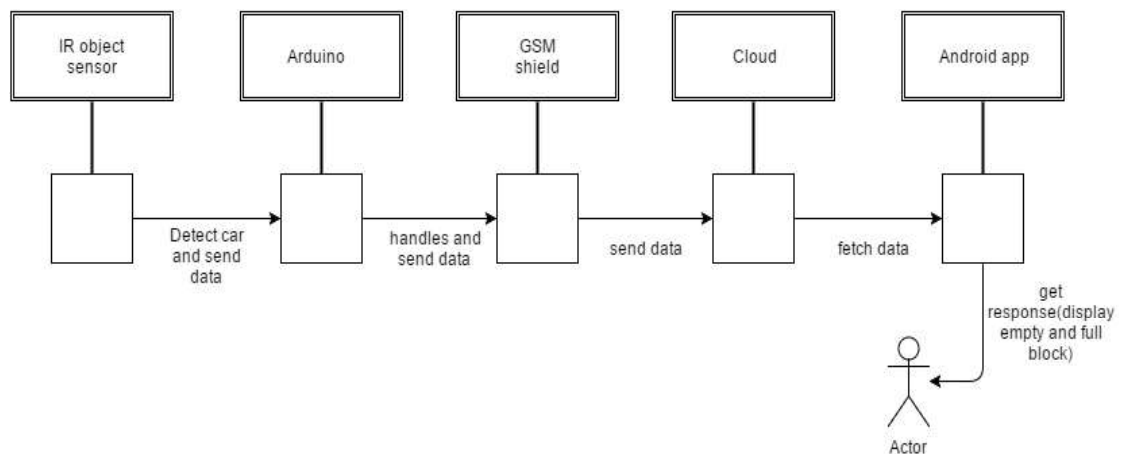 IR object
sensor
Arduino
GSM
shield
Cloud
Android app
Detect car
and send
data
handles and
send data
send data
fetch data
get
response(display
empty and full
block)
Actor